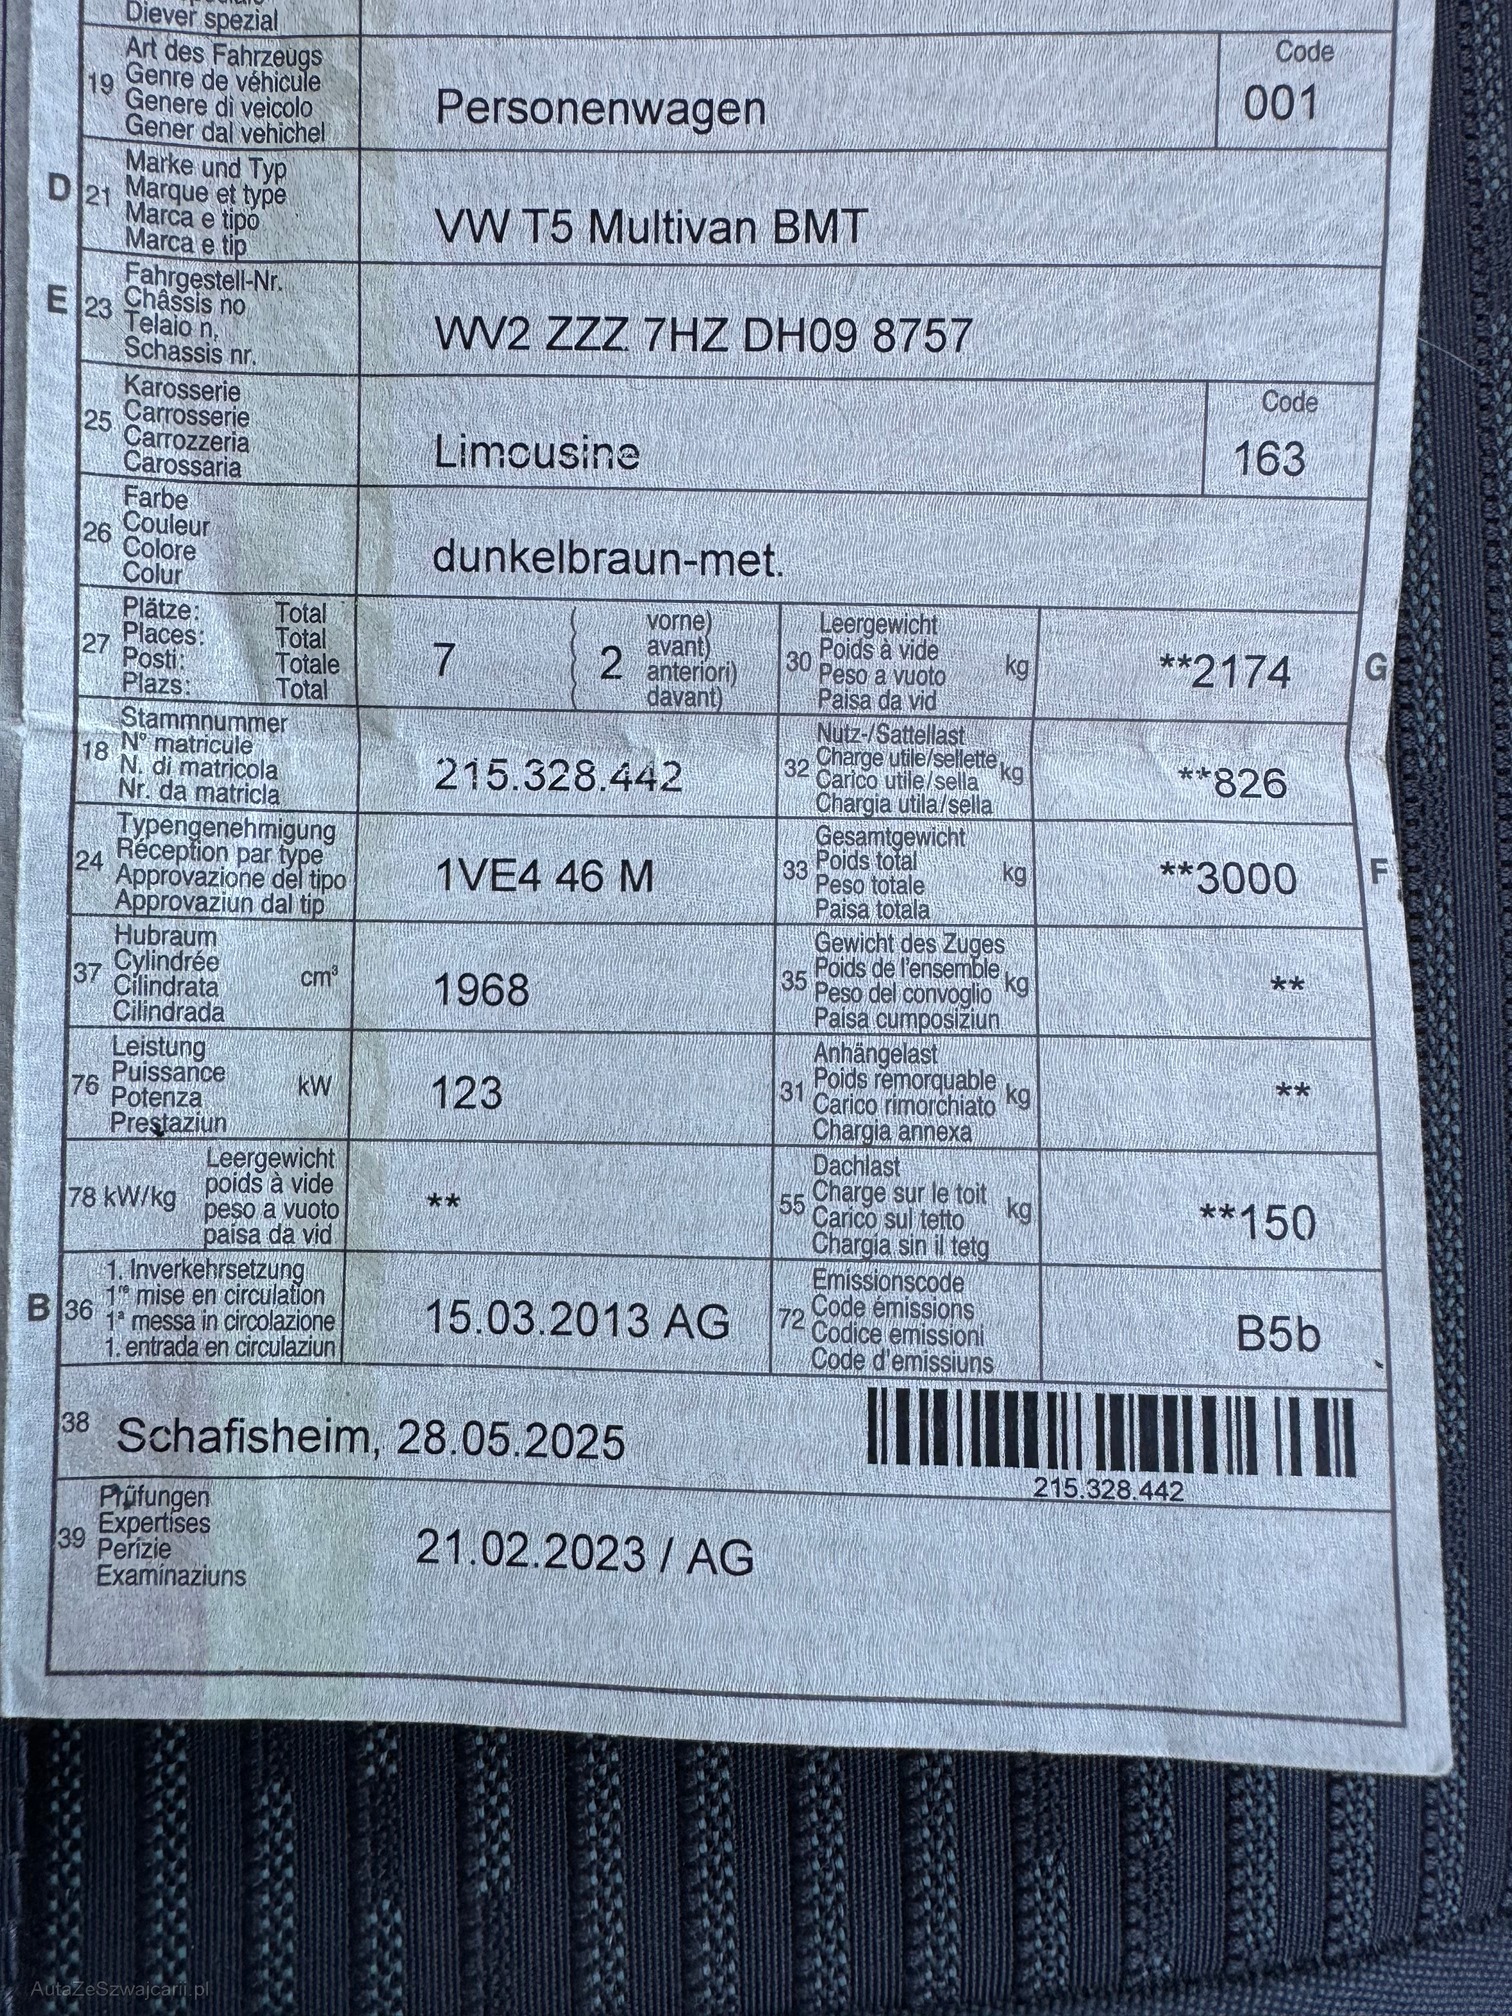 Diever spezial
19 Art des Fahrzeugs
Genre de véhicule
Genere di veicolo
Gener dal vehichel
Personenwagen
Code
001
D 21 Marke und Typ
Marque et type
Marca e tipo
Marca e tip
VW T5 Multivan BMT
E 23 Fahrgestell-Nr.
Châssis no
Telaio n.
Schassis nr.
WV2 ZZZ 7HZ DH09 8757
25 Karosserie
Carrosserie
Carrozzeria
Carossaria
Limousine
Code
163
26 Farbe
Couleur
Colore
Colur
dunkelbraun-met.
27 Plätze: Total
Places: Total
Posti: Totale
Plazs: Total
7 ( 2 vorne)
avant)
anteriori)
davant)
30 Leergewicht
Poids à vide
Peso a vuoto
Paisa da vid
kg
**2174
G
18 Stammnummer
N° matricule
N. di matricola
Nr. da matricla
215.328.442
32 Nutz-/Sattellast
Charge utile/sellette
Carico utile/sella
Chargia utila/sella
kg
**826
24 Typengenehmigung
Réception par type
Approvazione del tipo
Approvaziun dal tip
1VE4 46 M
33 Gesamtgewicht
Poids total
Peso totale
Paisa totala
kg
**3000
F
37 Hubraum
Cylindrée
Cilindrata
Cilindrada
cm³
1968
35 Gewicht des Zuges
Poids de l'ensemble
Peso del convoglio
Paisa cumposiziun
kg
**
76 Leistung
Puissance
Potenza
Prestaziun
kW
123
31 Anhängelast
Poids remorquable
Carico rimorchiato
Chargia annexa
kg
**
78 kW/kg
Leergewicht
poids à vide
peso a vuoto
paisa da vid
**
55 Dachlast
Charge sur le toit
Carico sul tetto
Chargia sin il tetg
kg
**150
B 36 1. Inverkehrsetzung
1re mise en circulation
1a messa in circolazione
1. entrada en circulaziun
15.03.2013 AG
72 Emissionscode
Code émissions
Codice emissioni
Code d'emissiuns
B5b
38 Schafisheim, 28.05.2025
215.328.442
39 Prüfungen
Expertises
Perizie
Examinaziuns
21.02.2023 / AG
AutaZeSzwajcarii.pl